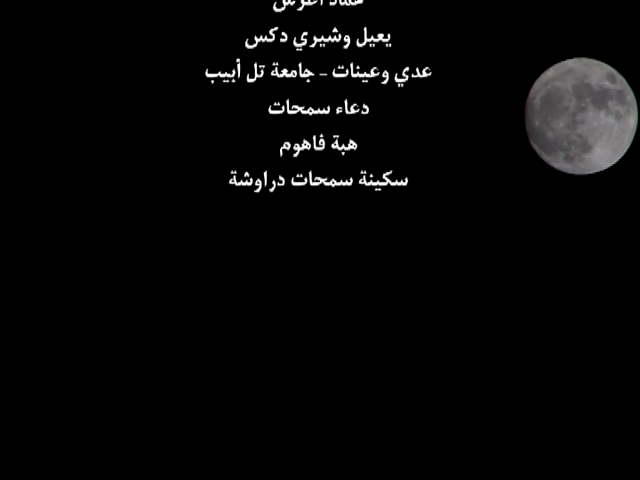 يعيل وشيري دكس
عدي وعينات - جامعة تل أبيب
دعاء سمحات
هبة فاهوم
سكينة سمحات دراوشة